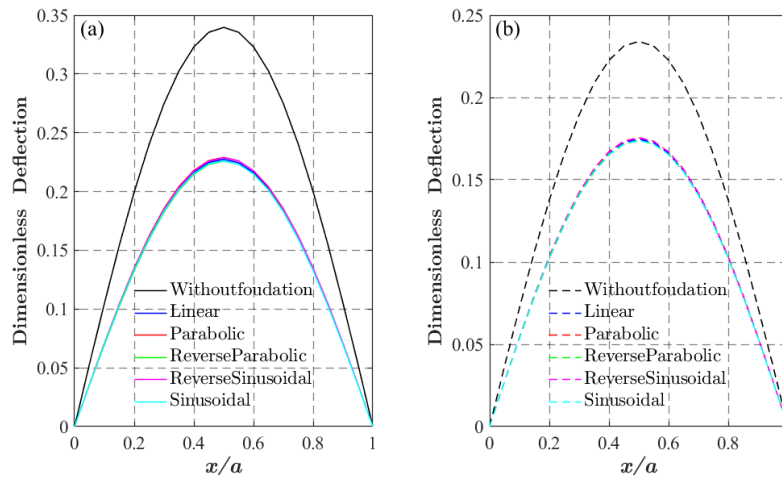 (a)
Dimensionless Deflection
0.35
0.3
0.25
0.2
0.15
0.1
0.05
0
Withoutfoudation
Linear
Parabolic
ReverseParabolic
ReverseSinusoidal
Sinusoidal
0 0.2 0.4 0.6 0.8 1
x/a
(b)
Dimensionless Deflection
0.25
0.2
0.15
0.1
0.05
0
Withoutfoudation
Linear
Parabolic
ReverseParabolic
ReverseSinusoidal
Sinusoidal
0 0.2 0.4 0.6 0.8
x/a